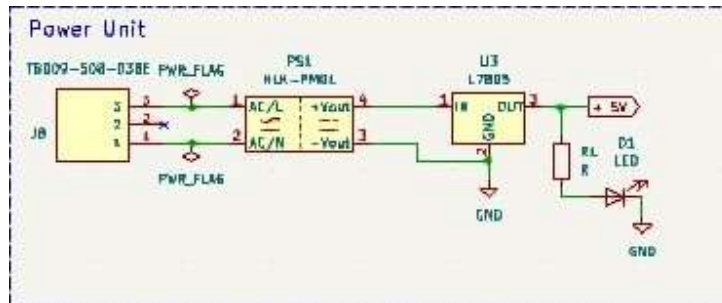 Power Unit
TB009-508-03BE
PWR_FLAG
PS1
HLK-PM01
U3
L7805
J8
3
2
1
3
2
1
1
AC/L
+Vout
4
2
AC/N
-Vout
3
PWR_FLAG
1
IN
OUT
3
GND
2
+ 5V
R1
R
D1
LED
GND
GND